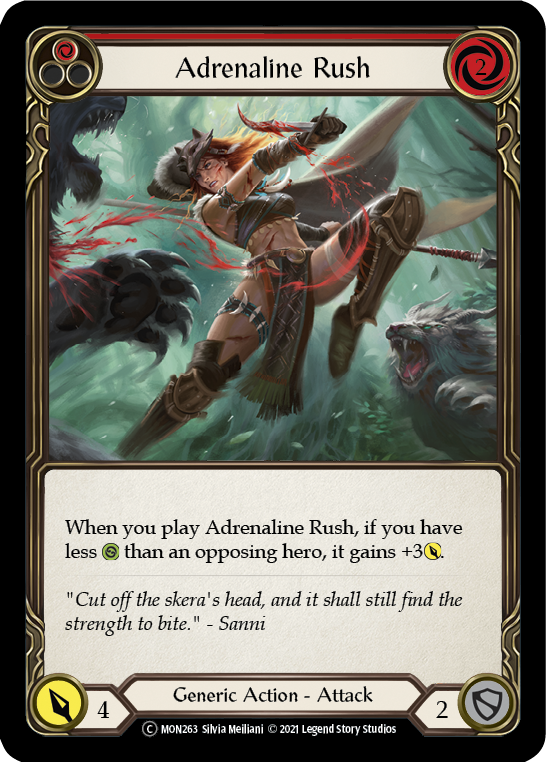 Adrenaline Rush
2
When you play Adrenaline Rush, if you have
less than an opposing hero, it gains +3.
"Cut off the skera's head, and it shall still find the
strength to bite." - Sanni
4
Generic Action - Attack
2
C MON263 Silvia Meiliani © 2021 Legend Story Studios